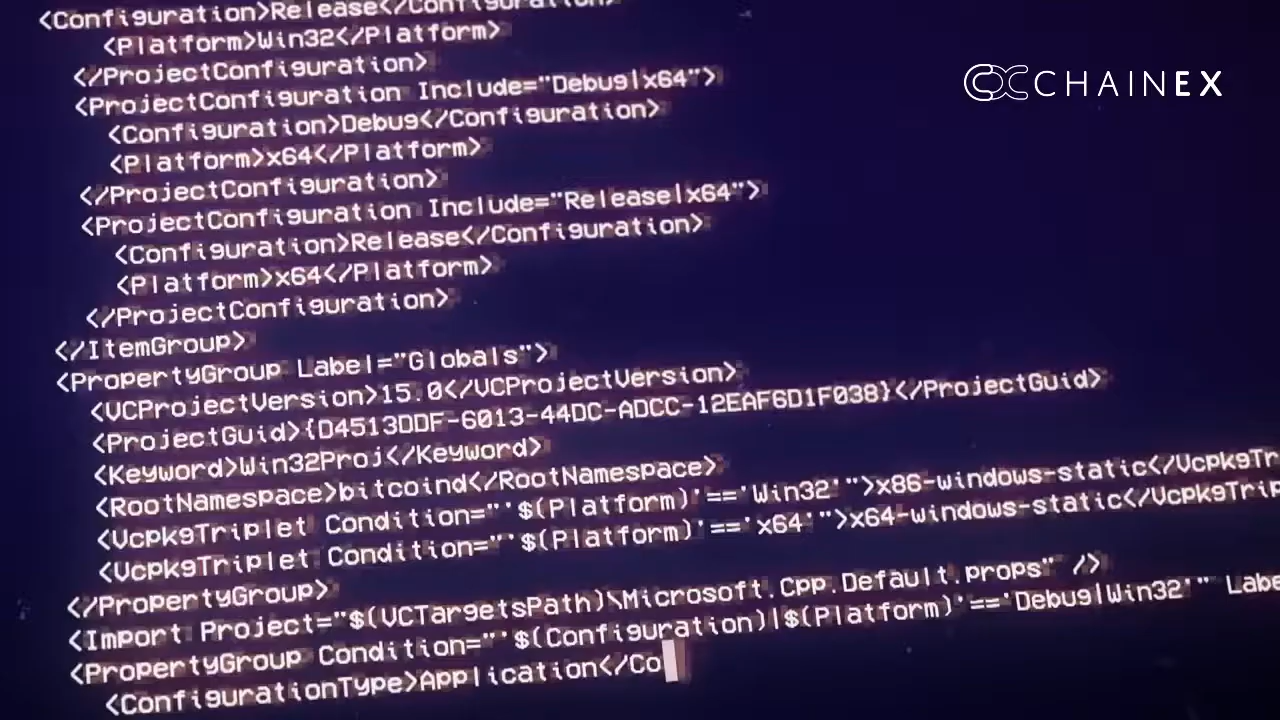 <Configuration>Release</Configuration>
<Platform>Win32</Platform>
</ProjectConfiguration>
<ProjectConfiguration Include="Debug|x64">
<Configuration>Debug</Configuration>
<Platform>x64</Platform>
</ProjectConfiguration>
<ProjectConfiguration Include="Release|x64">
<Configuration>Release</Configuration>
<Platform>x64</Platform>
</ProjectConfiguration>
</ItemGroup>
<PropertyGroup Label="Globals">
<VCProjectVersion>15.0</VCProjectVersion>
<ProjectGuid>{D4513DDF-6013-44DC-ADCC-12EAF6D1F038}</ProjectGuid>
<Keyword>Win32Proj</Keyword>
<RootNamespace>bitcoind</RootNamespace>
<VcpkgTriplet Condition="'$(Platform)'=='Win32'">x86-windows-static</VcpkgTr
<VcpkgTriplet Condition="'$(Platform)'=='x64'">x64-windows-static</VcpkgTrip
</PropertyGroup>
<Import Project="$(VCTargetsPath)\Microsoft.Cpp.Default.props" />
<PropertyGroup Condition="'$(Configuration)|$(Platform)'=='Debug|Win32'" Labe
<ConfigurationType>Application</Co
CHAINEX